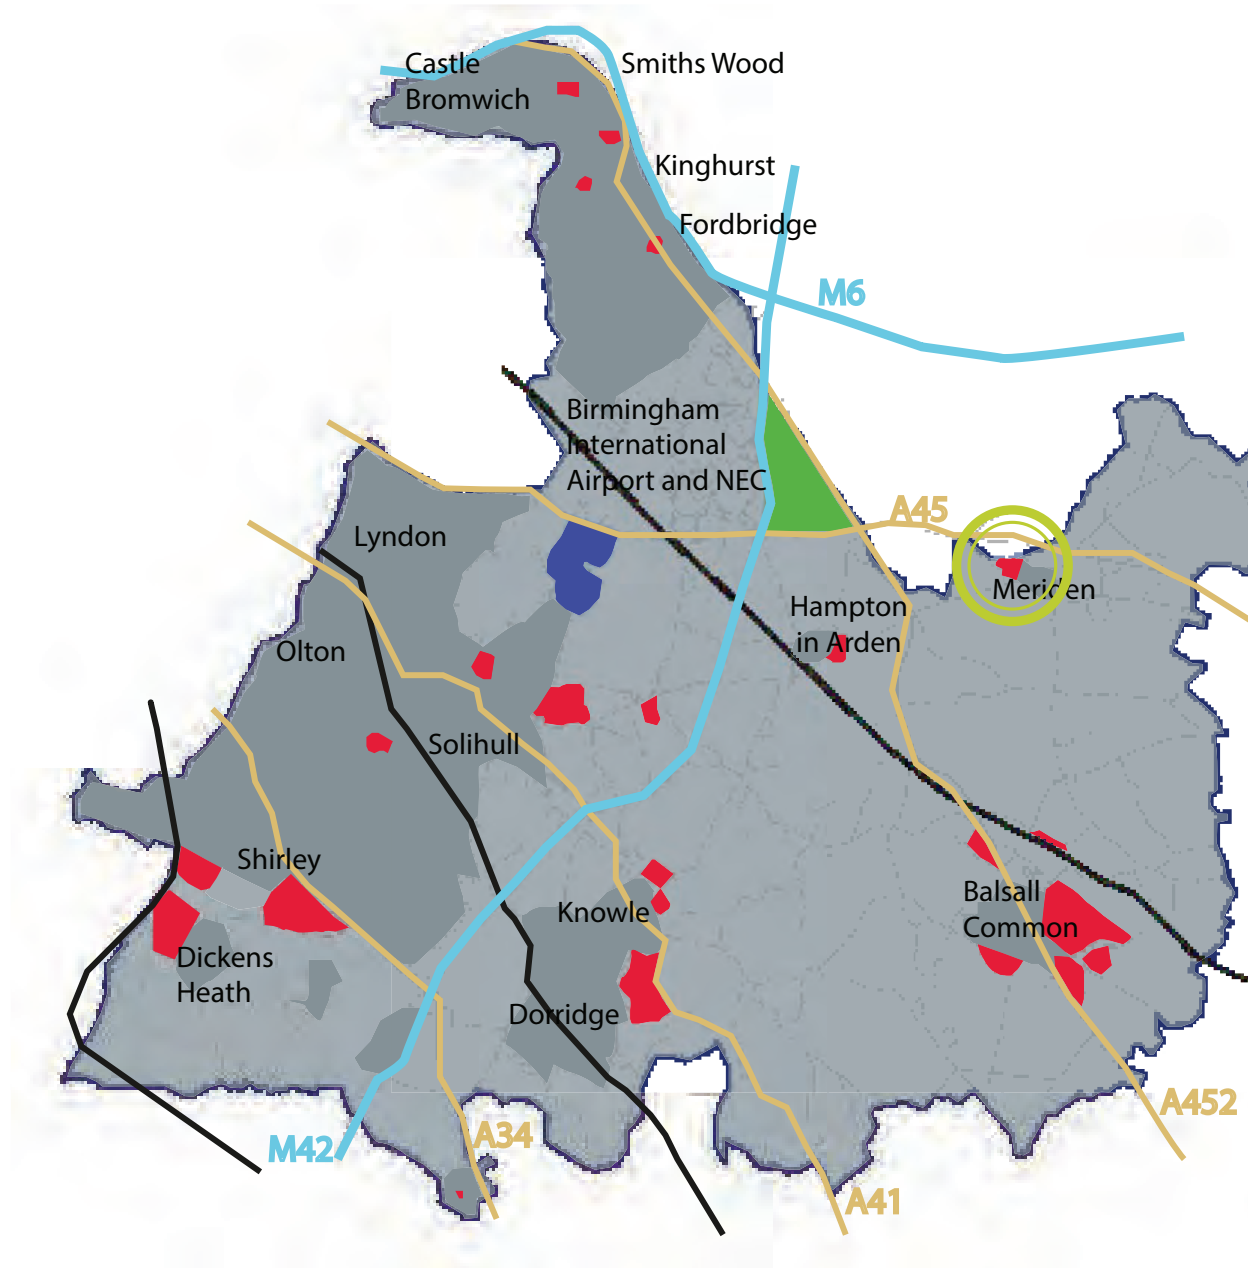 Castle
Bromwich
Smiths Wood
Kinghurst
Fordbridge
M6
Birmingham
International
Airport and NEC
A45
Lyndon
Meriden
Hampton
in Arden
Olton
Solihull
Shirley
Knowle
Balsall
Common
Dickens
Heath
Dorridge
A452
M42
A34
A41